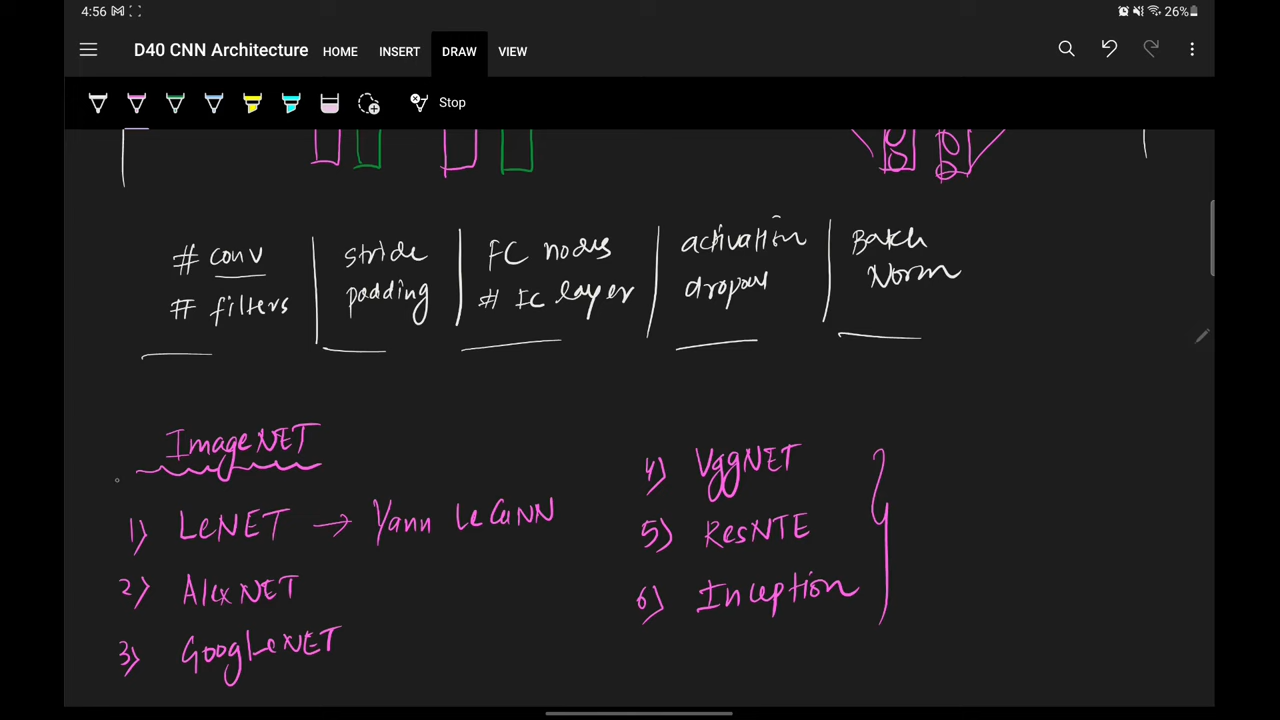 4:56
26%
D40 CNN Architecture HOME INSERT DRAW VIEW
Stop
# conv
# filters
stride
padding
FC nodes
# FC layer
activation
dropout
Batch
Norm
ImageNET
1) LeNET → Yann LeCuNN
2) AlexNET
3) GoogLeNET
4) VggNET
5) ResNTE
6) Inception